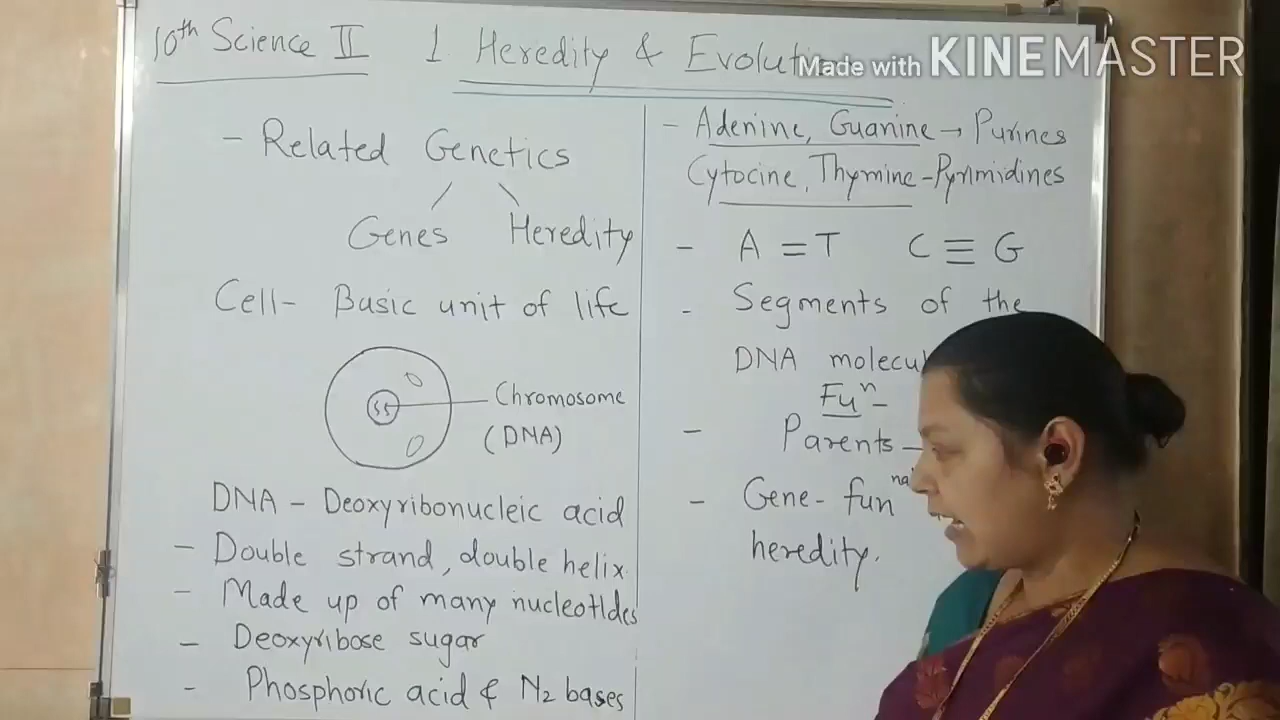 10th Science II 1. Heredity & Evoluti
Made with KINEMASTER
- Related Genetics
Genes Heredity
Cell- Basic unit of life
Chromosome
(DNA)
DNA - Deoxyribonucleic acid
- Double strand, double helix.
- Made up of many nucleotides
- Deoxyribose sugar
- Phosphoric acid & N2 bases
- Adenine, Guanine → Purines
Cytocine, Thymine - Pyrimidines
- A = T C ≡ G
- Segments of the
DNA molecul
Fun -
- Parents -
- Gene - functional
heredity.